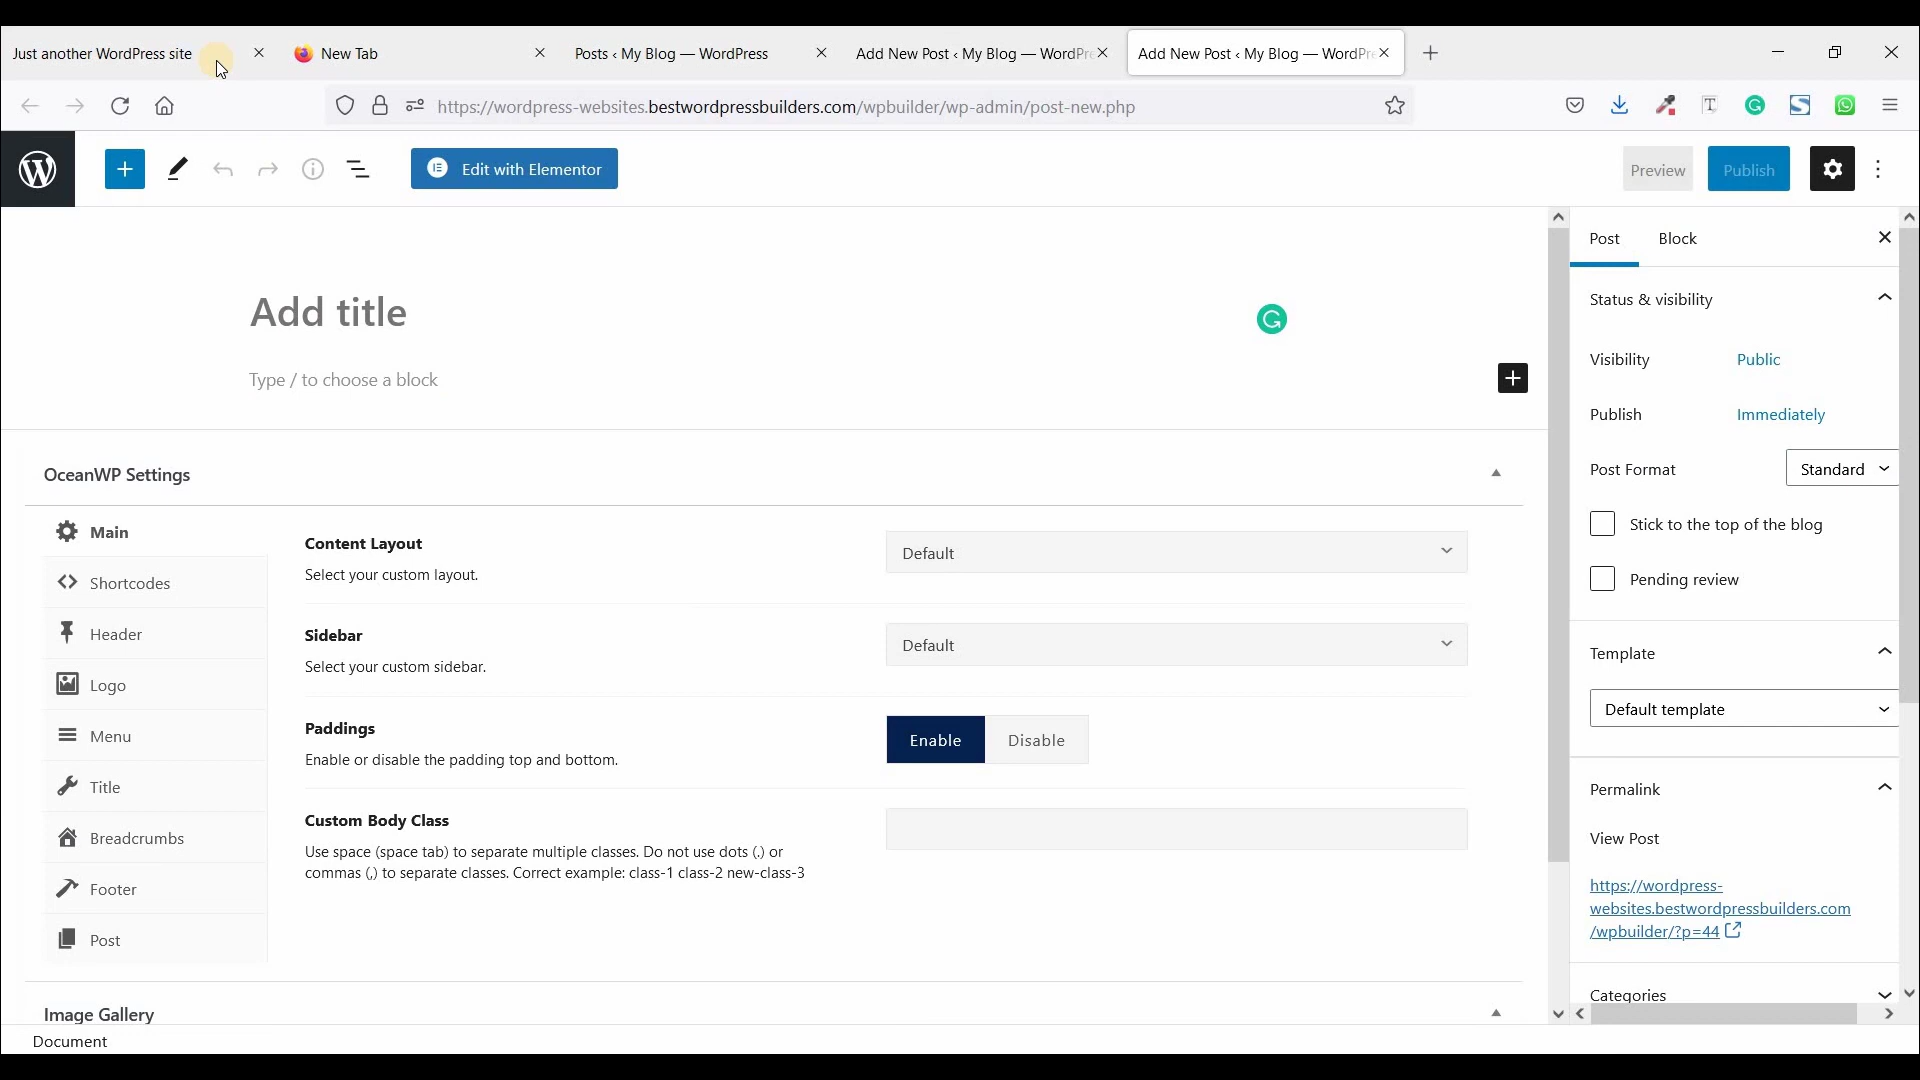 Just another WordPress site
New Tab
Posts ‹ My Blog — WordPress
Add New Post ‹ My Blog — WordPr
Add New Post ‹ My Blog — WordPr
https://wordpress-websites.bestwordpressbuilders.com/wpbuilder/wp-admin/post-new.php
Edit with Elementor
Preview
Publish
Add title
Type / to choose a block
OceanWP Settings
Main
Shortcodes
Header
Logo
Menu
Title
Breadcrumbs
Footer
Post
Content Layout
Select your custom layout.
Default
Sidebar
Select your custom sidebar.
Default
Paddings
Enable or disable the padding top and bottom.
Enable
Disable
Custom Body Class
Use space (space tab) to separate multiple classes. Do not use dots (.) or
commas (,) to separate classes. Correct example: class-1 class-2 new-class-3
Image Gallery
Document
Post
Block
Status & visibility
Visibility
Public
Publish
Immediately
Post Format
Standard
Stick to the top of the blog
Pending review
Template
Default template
Permalink
View Post
https://wordpress-
websites.bestwordpressbuilders.com
/wpbuilder/?p=44
Categories